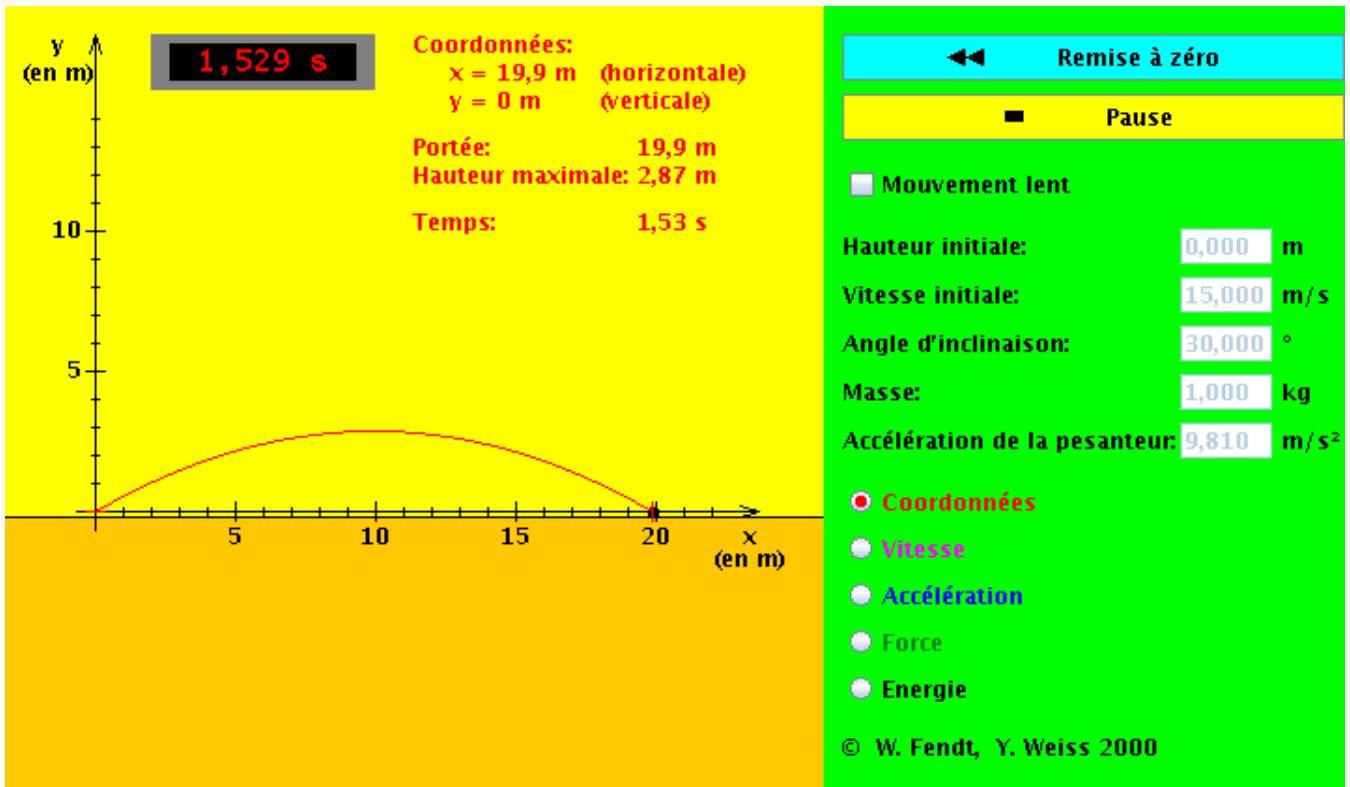 y
(en m)
1,529 s
Coordonnées:
x = 19,9 m (horizontale)
y = 0 m (verticale)
Portée: 19,9 m
Hauteur maximale: 2,87 m
Temps: 1,53 s
10
5
5 10 15 20 x
(en m)
Remise à zéro
Pause
Mouvement lent
Hauteur initiale: 0,000 m
Vitesse initiale: 15,000 m/s
Angle d'inclinaison: 30,000 °
Masse: 1,000 kg
Accélération de la pesanteur: 9,810 m/s²
Coordonnées
Vitesse
Accélération
Force
Energie
© W. Fendt, Y. Weiss 2000